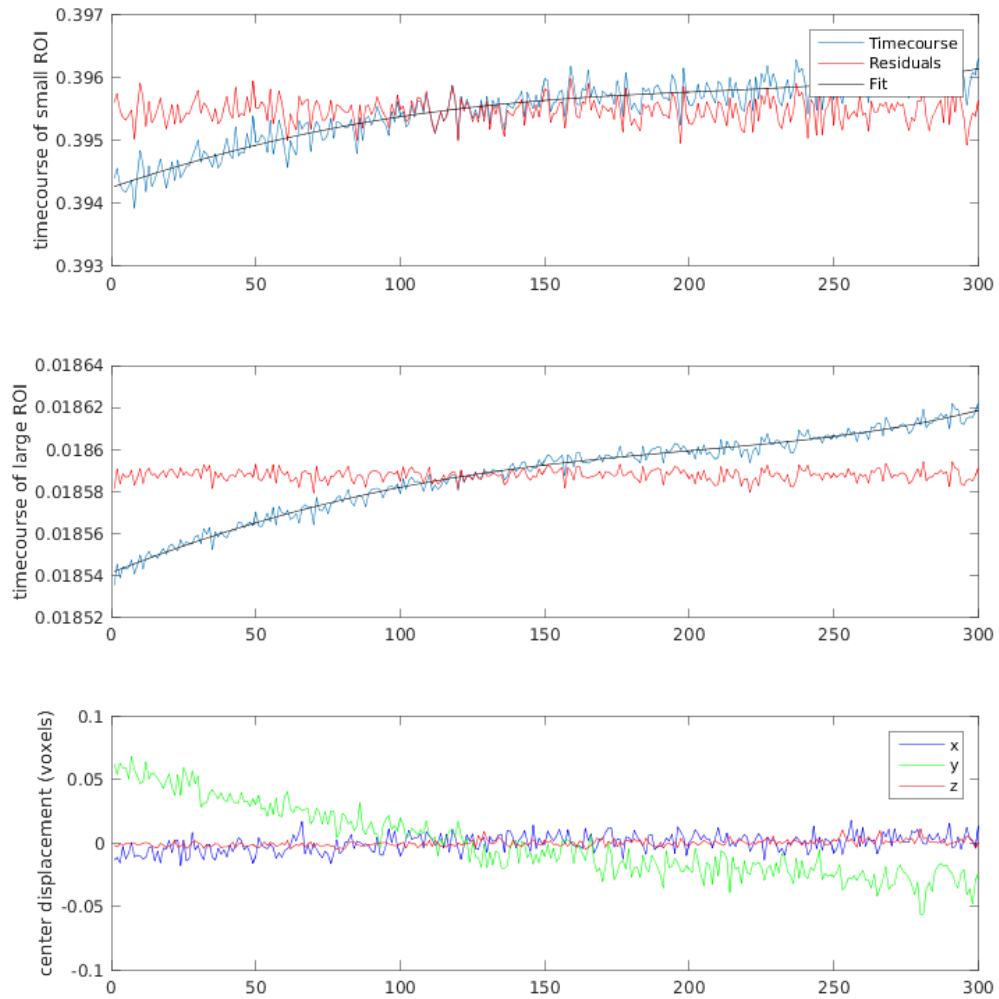 timecourse of small ROI
0.397
0.396
0.395
0.394
0.393
0 50 100 150 200 250 300
Timecourse
Residuals
Fit
timecourse of large ROI
0.01864
0.01862
0.0186
0.01858
0.01856
0.01854
0.01852
0 50 100 150 200 250 300
center displacement (voxels)
0.1
0.05
0
-0.05
-0.1
0 50 100 150 200 250 300
x
y
z